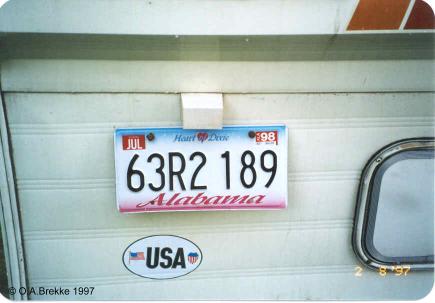 JUL Heart of Dixie 98
63R2 189
Alabama
USA
2 8 '97
© O.A.Brekke 1997